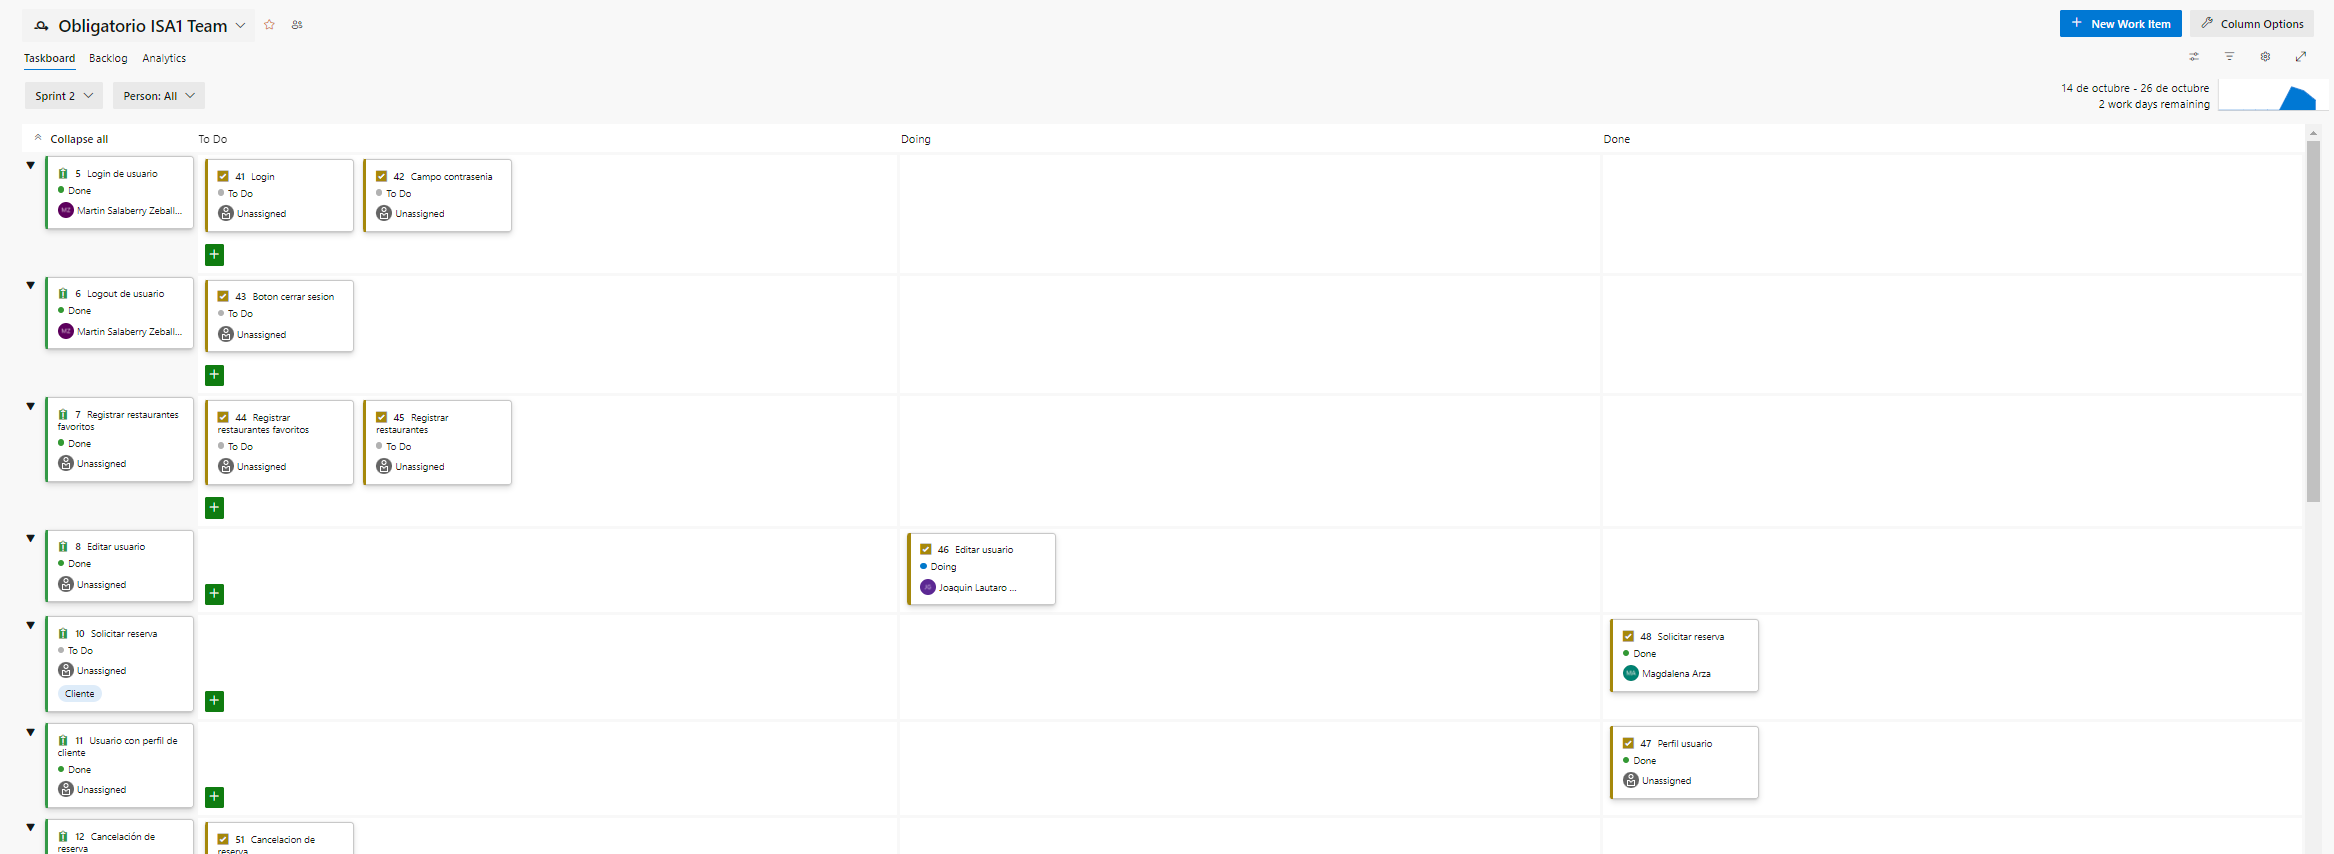 Obligatorio ISA1 Team
New Work Item
Column Options
Taskboard
Backlog
Analytics
Sprint 2
Person: All
14 de octubre - 26 de octubre
2 work days remaining
Collapse all
To Do
Doing
Done
5 Login de usuario
Done
MZ Martin Salaberry Zeball...
41 Login
To Do
Unassigned
42 Campo contrasenia
To Do
Unassigned
6 Logout de usuario
Done
MZ Martin Salaberry Zeball...
43 Boton cerrar sesion
To Do
Unassigned
7 Registrar restaurantes
favoritos
Done
Unassigned
44 Registrar
restaurantes favoritos
To Do
Unassigned
45 Registrar
restaurantes
To Do
Unassigned
8 Editar usuario
Done
Unassigned
46 Editar usuario
Doing
Joaquin Lautaro ...
10 Solicitar reserva
To Do
Unassigned
Cliente
48 Solicitar reserva
Done
MA Magdalena Arza
11 Usuario con perfil de
cliente
Done
Unassigned
47 Perfil usuario
Done
Unassigned
12 Cancelación de
reserva
51 Cancelacion de
reserva